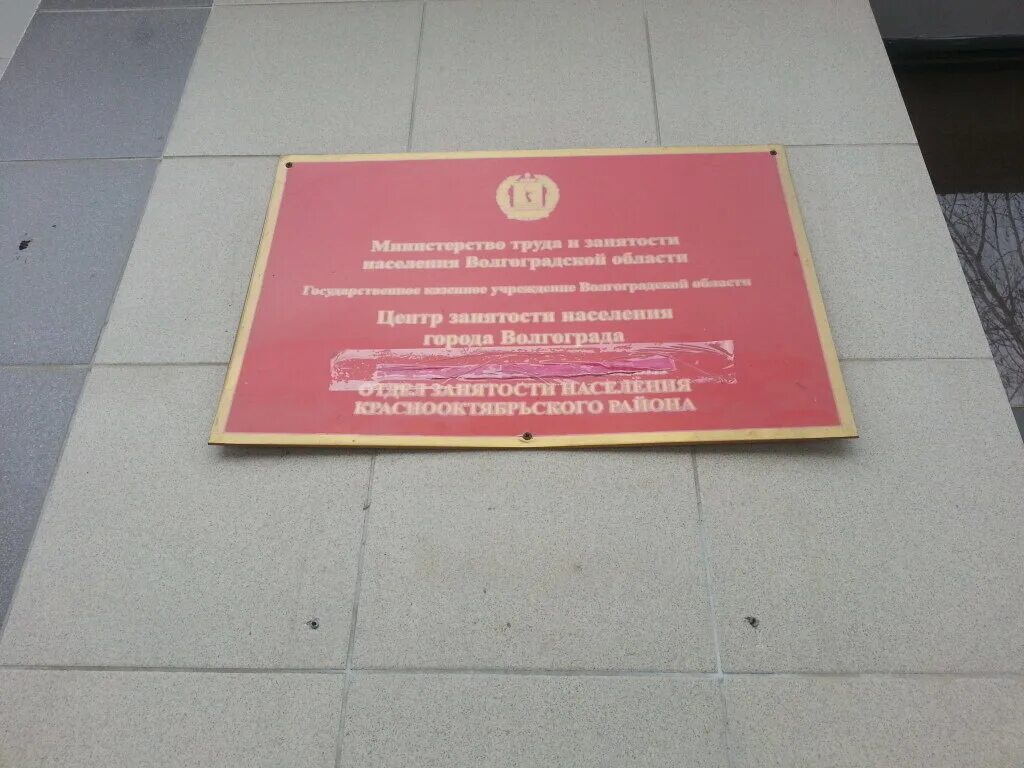 Министерство труда и занятости
населения Волгоградской области
Государственное казенное учреждение Волгоградской области
Центр занятости населения
города Волгограда
ОТДЕЛ ЗАНЯТОСТИ НАСЕЛЕНИЯ
КРАСНООКТЯБРЬСКОГО РАЙОНА